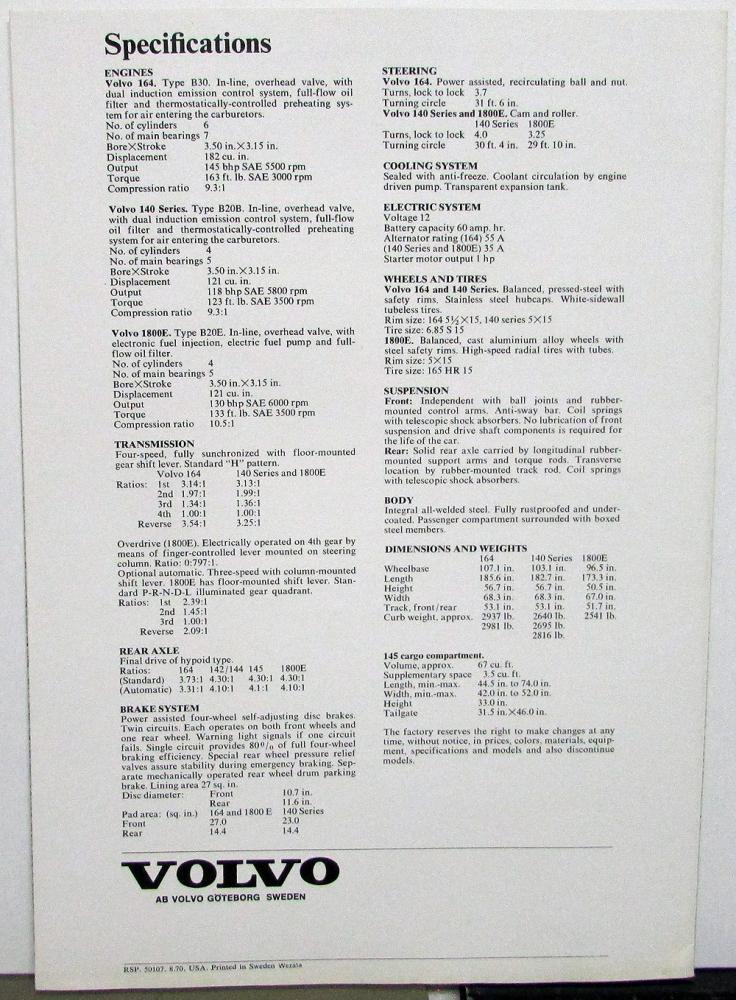 Specifications
ENGINES
Volvo 164. Type B30. In-line, overhead valve, with
dual induction emission control system, full-flow oil
filter and thermostatically-controlled preheating sys-
tem for air entering the carburetors.
No. of cylinders 6
No. of main bearings 7
Bore×Stroke 3.50 in.×3.15 in.
Displacement 182 cu. in.
Output 145 bhp SAE 5500 rpm
Torque 163 ft. lb. SAE 3000 rpm
Compression ratio 9.3:1
Volvo 140 Series. Type B20B. In-line, overhead valve,
with dual induction emission control system, full-flow
oil filter and thermostatically-controlled preheating
system for air entering the carburetors.
No. of cylinders 4
No. of main bearings 5
Bore×Stroke 3.50 in.×3.15 in.
Displacement 121 cu. in.
Output 118 bhp SAE 5800 rpm
Torque 123 ft. lb. SAE 3500 rpm
Compression ratio 9.3:1
Volvo 1800E. Type B20E. In-line, overhead valve, with
electronic fuel injection, electric fuel pump and full-
flow oil filter.
No. of cylinders 4
No. of main bearings 5
Bore×Stroke 3.50 in.×3.15 in.
Displacement 121 cu. in.
Output 130 bhp SAE 6000 rpm
Torque 133 ft. lb. SAE 3500 rpm
Compression ratio 10.5:1
TRANSMISSION
Four-speed, fully sunchronized with floor-mounted
gear shift lever. Standard "H" pattern.
Volvo 164 140 Series and 1800E
Ratios: 1st 3.14:1 3.13:1
2nd 1.97:1 1.99:1
3rd 1.34:1 1.36:1
4th 1.00:1 1.00:1
Reverse 3.54:1 3.25:1
Overdrive (1800E). Electrically operated on 4th gear by
means of finger-controlled lever mounted on steering
column. Ratio: 0:797:1.
Optional automatic. Three-speed with column-mounted
shift lever. 1800E has floor-mounted shift lever. Stan-
dard P-R-N-D-L illuminated gear quadrant.
Ratios: 1st 2.39:1
2nd 1.45:1
3rd 1.00:1
Reverse 2.09:1
REAR AXLE
Final drive of hypoid type.
Ratios: 164 142/144 145 1800E
(Standard) 3.73:1 4.30:1 4.30:1 4.30:1
(Automatic) 3.31:1 4.10:1 4.1:1 4.10:1
BRAKE SYSTEM
Power assisted four-wheel self-adjusting disc brakes.
Twin circuits. Each operates on both front wheels and
one rear wheel. Warning light signals if one circuit
fails. Single circuit provides 80% of full four-wheel
braking efficiency. Special rear wheel pressure relief
valves assure stability during emergency braking. Sep-
arate mechanically operated rear wheel drum parking
brake. Lining area 27 sq. in.
Disc diameter: Front 10.7 in.
Rear 11.6 in.
Pad area: (sq. in.) 164 and 1800 E 140 Series
Front 27.0 23.0
Rear 14.4 14.4
STEERING
Volvo 164. Power assisted, recirculating ball and nut.
Turns, lock to lock 3.7
Turning circle 31 ft. 6 in.
Volvo 140 Series and 1800E. Cam and roller.
140 Series 1800E
Turns, lock to lock 4.0 3.25
Turning circle 30 ft. 4 in. 29 ft. 10 in.
COOLING SYSTEM
Sealed with anti-freeze. Coolant circulation by engine
driven pump. Transparent expansion tank.
ELECTRIC SYSTEM
Voltage 12
Battery capacity 60 amp. hr.
Alternator rating (164) 55 A
(140 Series and 1800E) 35 A
Starter motor output 1 hp
WHEELS AND TIRES
Volvo 164 and 140 Series. Balanced, pressed-steel with
safety rims. Stainless steel hubcaps. White-sidewall
tubeless tires.
Rim size: 164 5½×15, 140 series 5×15
Tire size: 6.85 S 15
1800E. Balanced, cast aluminium alloy wheels with
steel safety rims. High-speed radial tires with tubes.
Rim size: 5×15
Tire size: 165 HR 15
SUSPENSION
Front: Independent with ball joints and rubber-
mounted control arms. Anti-sway bar. Coil springs
with telescopic shock absorbers. No lubrication of front
suspension and drive shaft components is required for
the life of the car.
Rear: Solid rear axle carried by longitudinal rubber-
mounted support arms and torque rods. Transverse
location by rubber-mounted track rod. Coil springs
with telescopic shock absorbers.
BODY
Integral all-welded steel. Fully rustproofed and under-
coated. Passenger compartment surrounded with boxed
steel members.
DIMENSIONS AND WEIGHTS
164 140 Series 1800E
Wheelbase 107.1 in. 103.1 in. 96.5 in.
Length 185.6 in. 182.7 in. 173.3 in.
Height 56.7 in. 56.7 in. 50.5 in.
Width 68.3 in. 68.3 in. 67.0 in.
Track, front/rear 53.1 in. 53.1 in. 51.7 in.
Curb weight, approx. 2937 lb. 2640 lb. 2541 lb.
2981 lb. 2695 lb.
2816 lb.
145 cargo compartment.
Volume, approx. 67 cu. ft.
Supplementary space 3.5 cu. ft.
Length, min.-max. 44.5 in. to 74.0 in.
Width, min.-max. 42.0 in. to 52.0 in.
Height 33.0 in.
Tailgate 31.5 in.×46.0 in.
The factory reserves the right to make changes at any
time, without notice, in prices, colors, materials, equip-
ment, specifications and models and also discontinue
models.
VOLVO
AB VOLVO GÖTEBORG SWEDEN
RSP. 50107. 8.70. USA. Printed in Sweden Wezäta